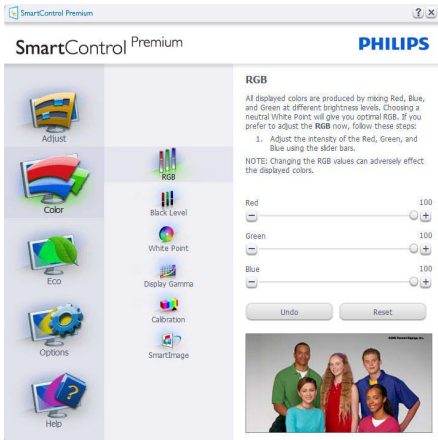 SmartControl Premium
SmartControl Premium
PHILIPS
Adjust
Color
Eco
Options
Help
RGB
Black Level
White Point
Display Gamma
Calibration
SmartImage
RGB
All displayed colors are produced by mixing Red, Blue,
and Green at different brightness levels. Choosing a
neutral White Point will give you optimal RGB. If you
prefer to adjust the RGB now, follow these steps:
1. Adjust the intensity of the Red, Green, and
Blue using the slider bars.
NOTE: Changing the RGB values can adversely effect
the displayed colors.
Red 100
Green 100
Blue 100
Undo Reset